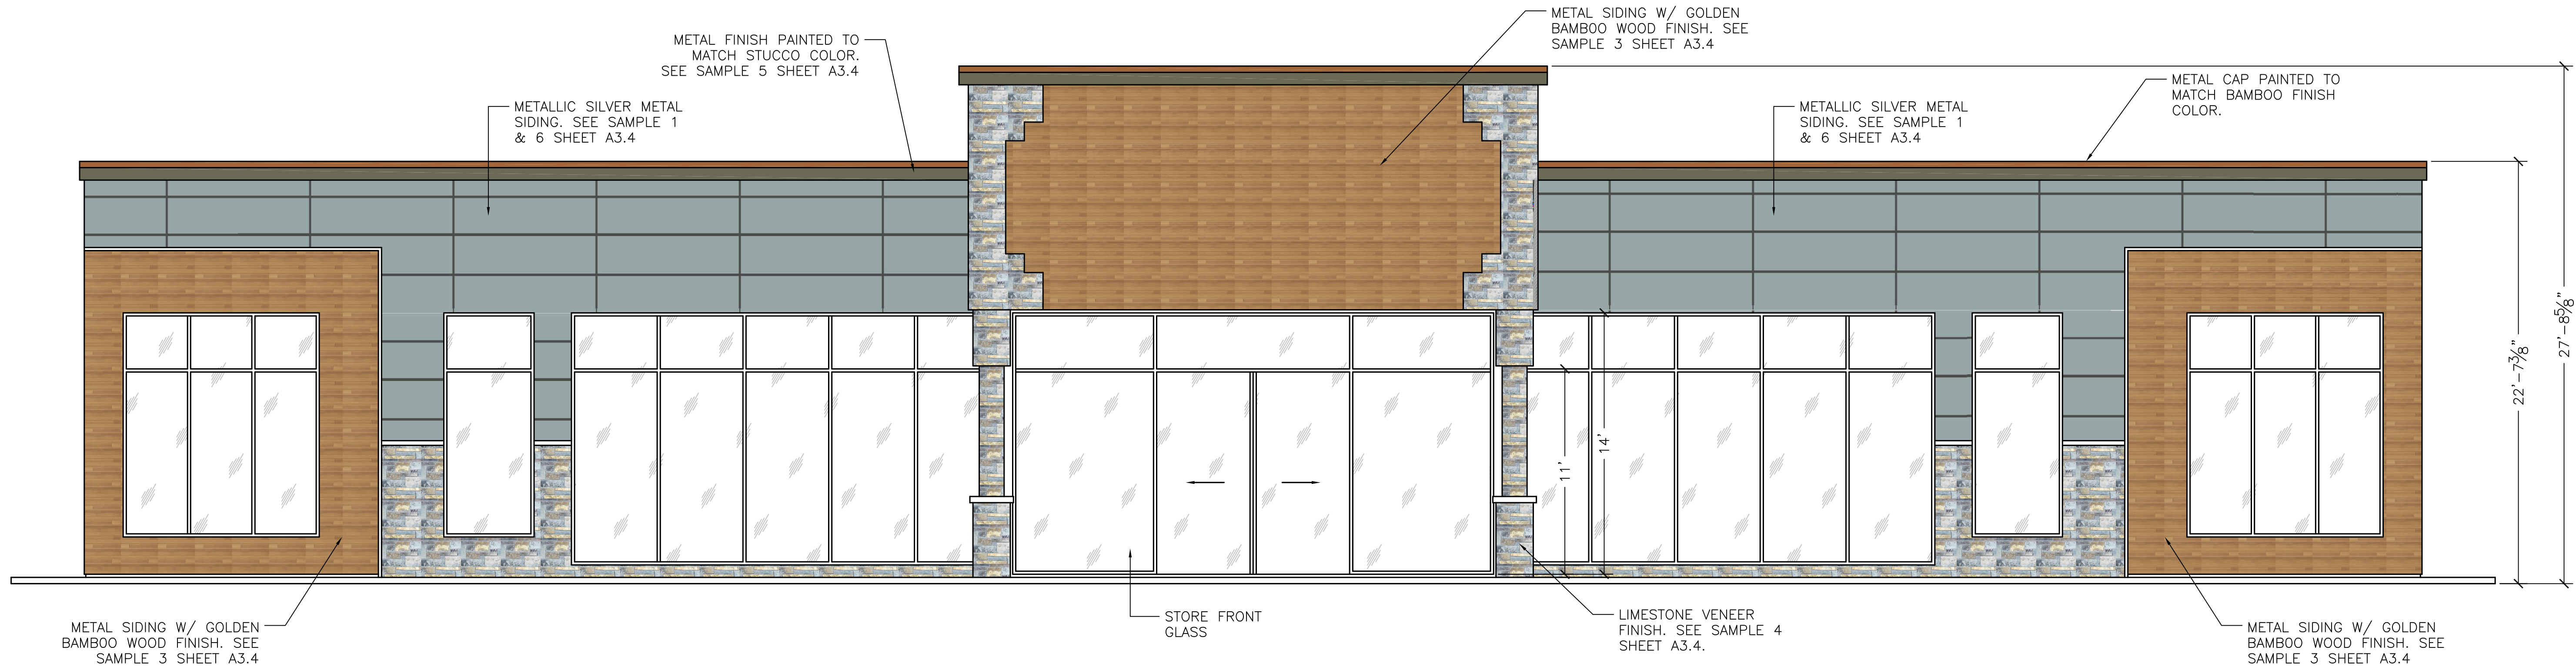 METAL SIDING W/ GOLDEN
BAMBOO WOOD FINISH. SEE
SAMPLE 3 SHEET A3.4
METAL FINISH PAINTED TO
MATCH STUCCO COLOR.
SEE SAMPLE 5 SHEET A3.4
METAL CAP PAINTED TO
MATCH BAMBOO FINISH
COLOR.
METALLIC SILVER METAL
SIDING. SEE SAMPLE 1
& 6 SHEET A3.4
METALLIC SILVER METAL
SIDING. SEE SAMPLE 1
& 6 SHEET A3.4
27'-8 5/8"
22'-7 3/8"
14'
11'
STORE FRONT
GLASS
LIMESTONE VENEER
FINISH. SEE SAMPLE 4
SHEET A3.4.
METAL SIDING W/ GOLDEN
BAMBOO WOOD FINISH. SEE
SAMPLE 3 SHEET A3.4
METAL SIDING W/ GOLDEN
BAMBOO WOOD FINISH. SEE
SAMPLE 3 SHEET A3.4